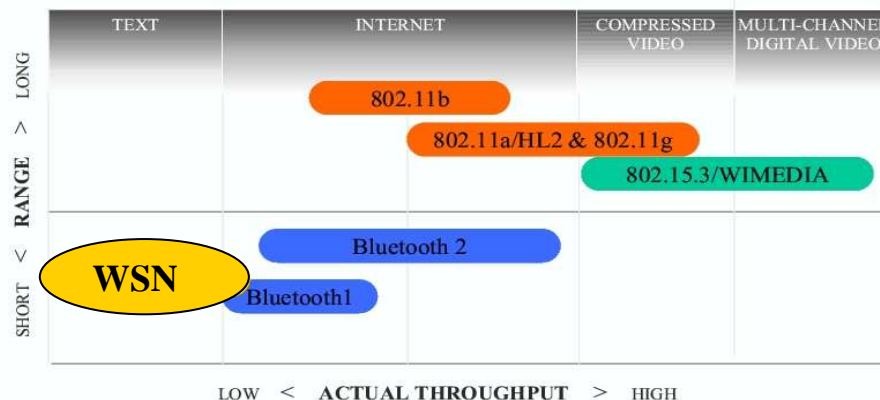 TEXT
INTERNET
COMPRESSED
VIDEO
MULTI-CHANNEL
DIGITAL VIDEO
SHORT < RANGE > LONG
802.11b
802.11a/HL2 & 802.11g
802.15.3/WIMEDIA
Bluetooth 2
WSN
Bluetooth1
LOW < ACTUAL THROUGHPUT > HIGH